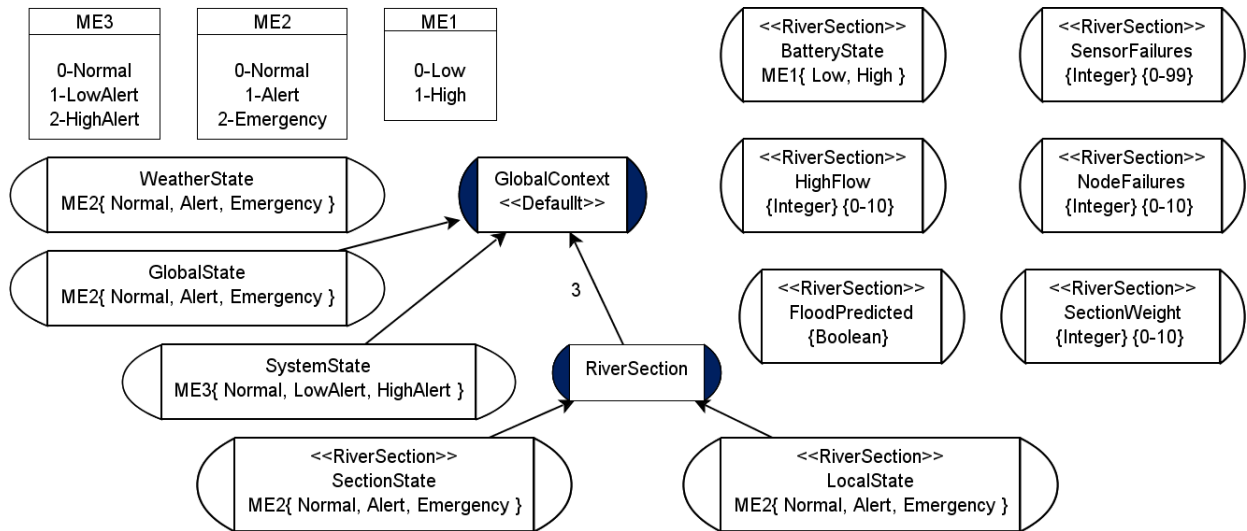 ME3
0-Normal
1-LowAlert
2-HighAlert
ME2
0-Normal
1-Alert
2-Emergency
ME1
0-Low
1-High
<<RiverSection>>
BatteryState
ME1{ Low, High }
<<RiverSection>>
SensorFailures
{Integer} {0-99}
WeatherState
ME2{ Normal, Alert, Emergency }
GlobalContext
<<Defaullt>>
<<RiverSection>>
HighFlow
{Integer} {0-10}
<<RiverSection>>
NodeFailures
{Integer} {0-10}
GlobalState
ME2{ Normal, Alert, Emergency }
3
<<RiverSection>>
FloodPredicted
{Boolean}
<<RiverSection>>
SectionWeight
{Integer} {0-10}
SystemState
ME3{ Normal, LowAlert, HighAlert }
RiverSection
<<RiverSection>>
SectionState
ME2{ Normal, Alert, Emergency }
<<RiverSection>>
LocalState
ME2{ Normal, Alert, Emergency }